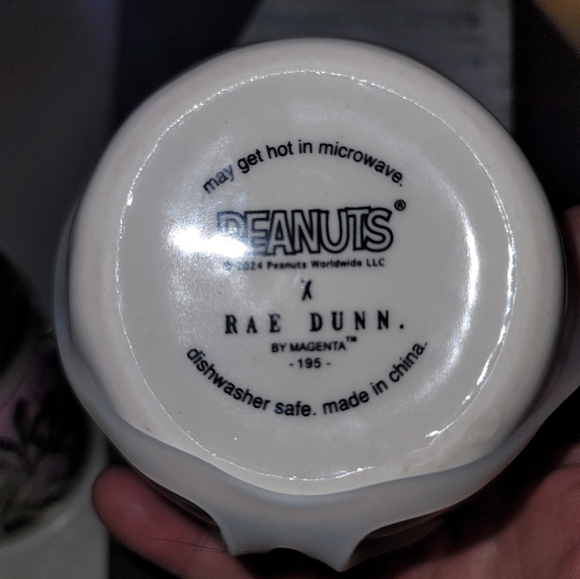 may get hot in microwave.
PEANUTS®
© 2024 Peanuts Worldwide LLC
X
RAE DUNN.
BY MAGENTA™
- 195 -
dishwasher safe. made in china.